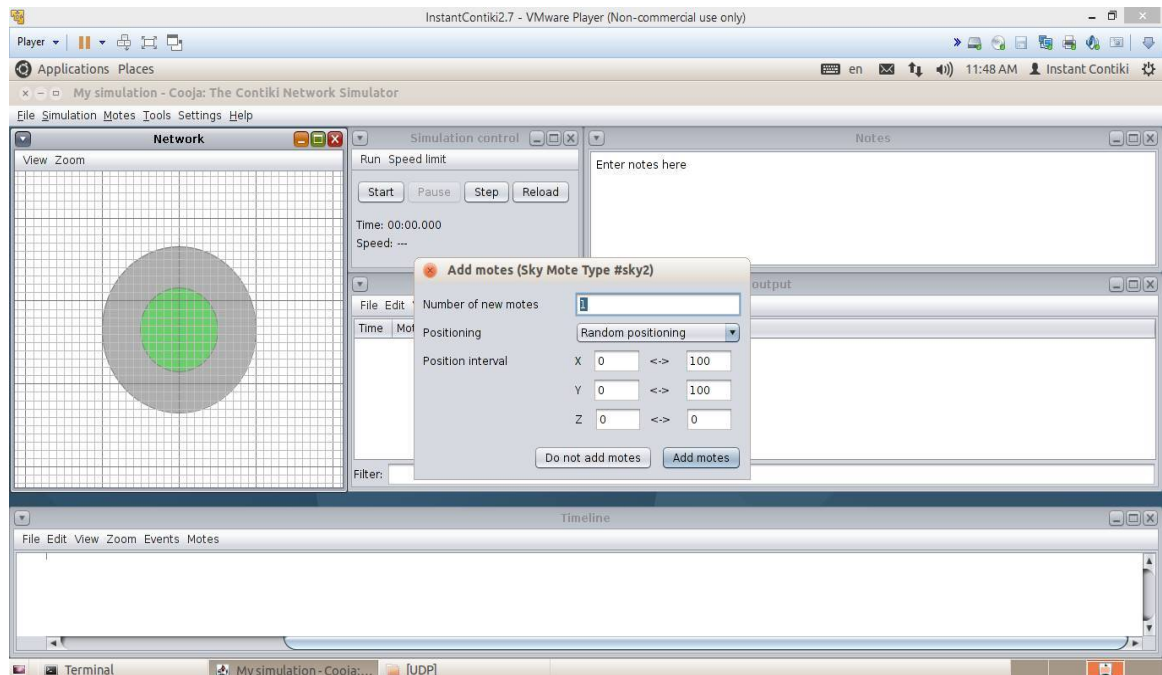 InstantContiki2.7 - VMware Player (Non-commercial use only)
Player
Applications Places
en
11:48 AM
Instant Contiki
My simulation - Cooja: The Contiki Network Simulator
File Simulation Motes Tools Settings Help
Network
View Zoom
Simulation control
Run Speed limit
Start Pause Step Reload
Time: 00:00.000
Speed: ---
Notes
Enter notes here
output
File Edit
Time
Filter:
Add motes (Sky Mote Type #sky2)
Number of new motes 1
Positioning Random positioning
Position interval X 0 <-> 100
Y 0 <-> 100
Z 0 <-> 0
Do not add motes Add motes
Timeline
File Edit View Zoom Events Motes
Terminal
My simulation - Cooja:...
[UDP]